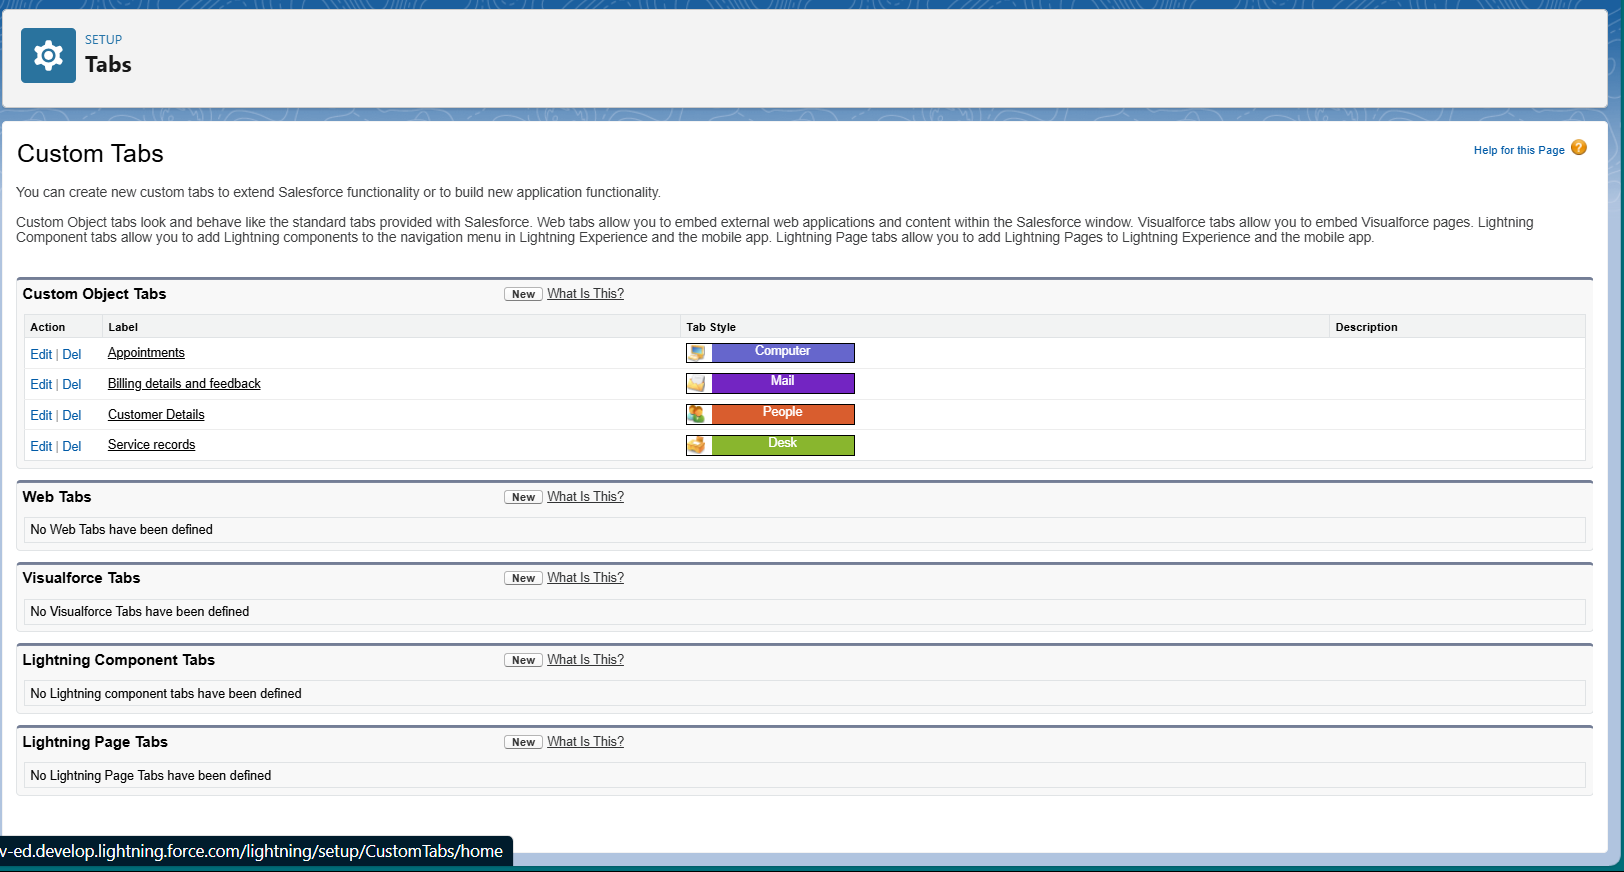 SETUP
Tabs
Custom Tabs
Help for this Page ?
You can create new custom tabs to extend Salesforce functionality or to build new application functionality.
Custom Object tabs look and behave like the standard tabs provided with Salesforce. Web tabs allow you to embed external web applications and content within the Salesforce window. Visualforce tabs allow you to embed Visualforce pages. Lightning
Component tabs allow you to add Lightning components to the navigation menu in Lightning Experience and the mobile app. Lightning Page tabs allow you to add Lightning Pages to Lightning Experience and the mobile app.
Custom Object Tabs New What Is This?
Action Label Tab Style Description
Edit | Del Appointments Computer
Edit | Del Billing details and feedback Mail
Edit | Del Customer Details People
Edit | Del Service records Desk
Web Tabs New What Is This?
No Web Tabs have been defined
Visualforce Tabs New What Is This?
No Visualforce Tabs have been defined
Lightning Component Tabs New What Is This?
No Lightning component tabs have been defined
Lightning Page Tabs New What Is This?
No Lightning Page Tabs have been defined
v-ed.develop.lightning.force.com/lightning/setup/CustomTabs/home